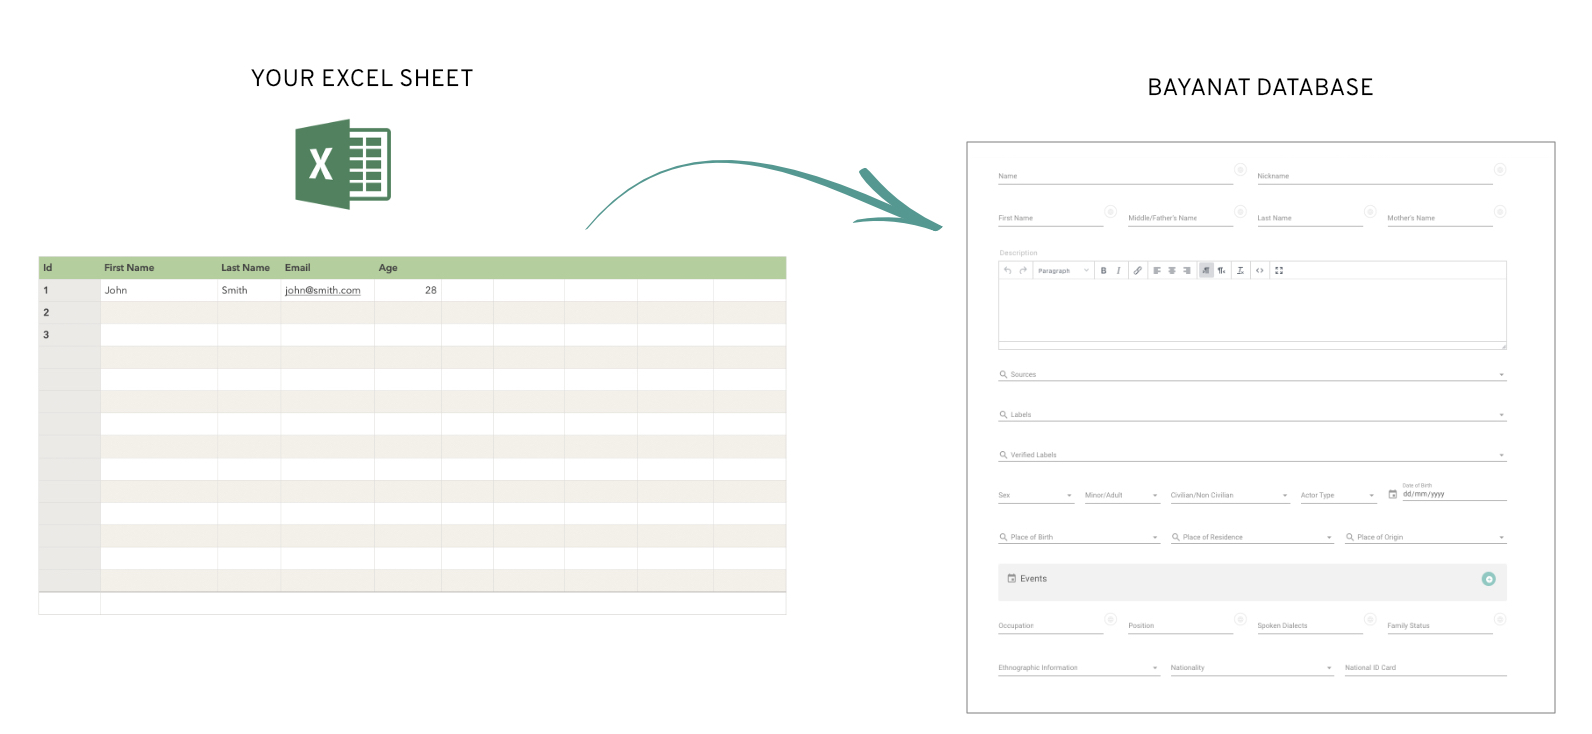 YOUR EXCEL SHEET
X
Id First Name Last Name Email Age
1 John Smith john@smith.com 28
2
3
BAYANAT DATABASE
Name Nickname
First Name Middle/Father's Name Last Name Mother's Name
Description
Paragraph B I
Sources
Labels
Verified Labels
Sex Minor/Adult Civilian/Non Civilian Actor Type Date of Birth
dd/mm/yyyy
Place of Birth Place of Residence Place of Origin
Events
Occupation Position Spoken Dialects Family Status
Ethnographic Information Nationality National ID Card